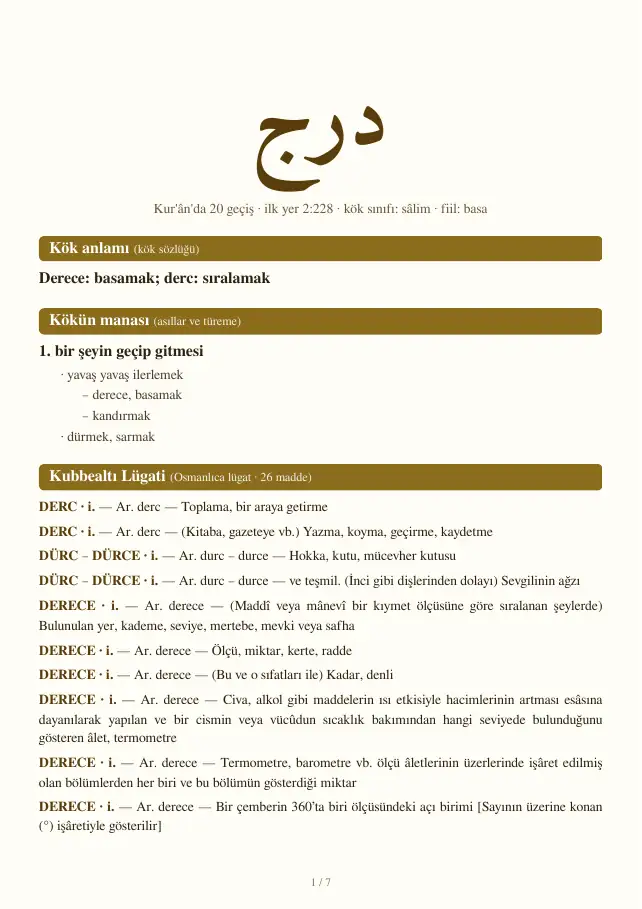 درج
Kur'ân'da 20 geçiş · ilk yer 2:228 · kök sınıfı: sâlim · fiil: basa
Kök anlamı (kök sözlüğü)
Derece: basamak; derc: sıralamak
Kökün manası (asıllar ve türeme)
1. bir şeyin geçip gitmesi
· yavaş yavaş ilerlemek
– derece, basamak
– kandırmak
· dürmek, sarmak
Kubbealtı Lügati (Osmanlıca lügat · 26 madde)
DERC · i. — Ar. derc — Toplama, bir araya getirme
DERC · i. — Ar. derc — (Kitaba, gazeteye vb.) Yazma, koyma, geçirme, kaydetme
DÜRC – DÜRCE · i. — Ar. durc – durce — Hokka, kutu, mücevher kutusu
DÜRC – DÜRCE · i. — Ar. durc – durce — ve teşmil. (İnci gibi dişlerinden dolayı) Sevgilinin ağzı
DERECE · i. — Ar. derece — (Maddî veya mânevî bir kıymet ölçüsüne göre sıralanan şeylerde)
Bulunulan yer, kademe, seviye, mertebe, mevki veya safha
DERECE · i. — Ar. derece — Ölçü, miktar, kerte, radde
DERECE · i. — Ar. derece — (Bu ve o sıfatları ile) Kadar, denli
DERECE · i. — Ar. derece — Civa, alkol gibi maddelerin ısı etkisiyle hacimlerinin artması esâsına
dayanılarak yapılan ve bir cismin veya vücûdun sıcaklık bakımından hangi seviyede bulunduğunu
gösteren âlet, termometre
DERECE · i. — Ar. derece — Termometre, barometre vb. ölçü âletlerinin üzerlerinde işâret edilmiş
olan bölümlerden her biri ve bu bölümün gösterdiği miktar
DERECE · i. — Ar. derece — Bir çemberin 360'ta biri ölçüsündeki açı birimi [Sayının üzerine konan
(°) işâretiyle gösterilir]
1 / 7